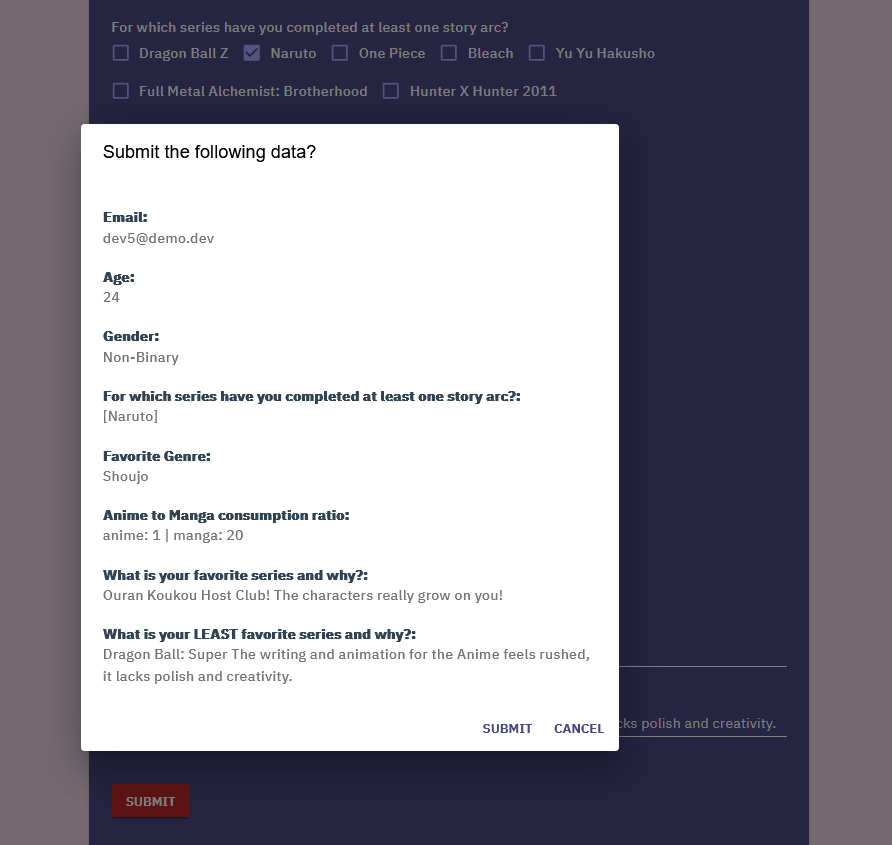 For which series have you completed at least one story arc?
Dragon Ball Z Naruto One Piece Bleach Yu Yu Hakusho
Full Metal Alchemist: Brotherhood Hunter X Hunter 2011
Submit the following data?
Email:
dev5@demo.dev
Age:
24
Gender:
Non-Binary
For which series have you completed at least one story arc?:
[Naruto]
Favorite Genre:
Shoujo
Anime to Manga consumption ratio:
anime: 1 | manga: 20
What is your favorite series and why?:
Ouran Koukou Host Club! The characters really grow on you!
What is your LEAST favorite series and why?:
Dragon Ball: Super The writing and animation for the Anime feels rushed,
it lacks polish and creativity.
cks polish and creativity.
SUBMIT CANCEL
SUBMIT